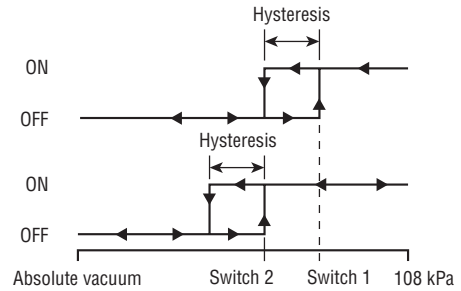 Hysteresis
ON
OFF
Hysteresis
ON
OFF
Absolute vacuum Switch 2 Switch 1 108 kPa